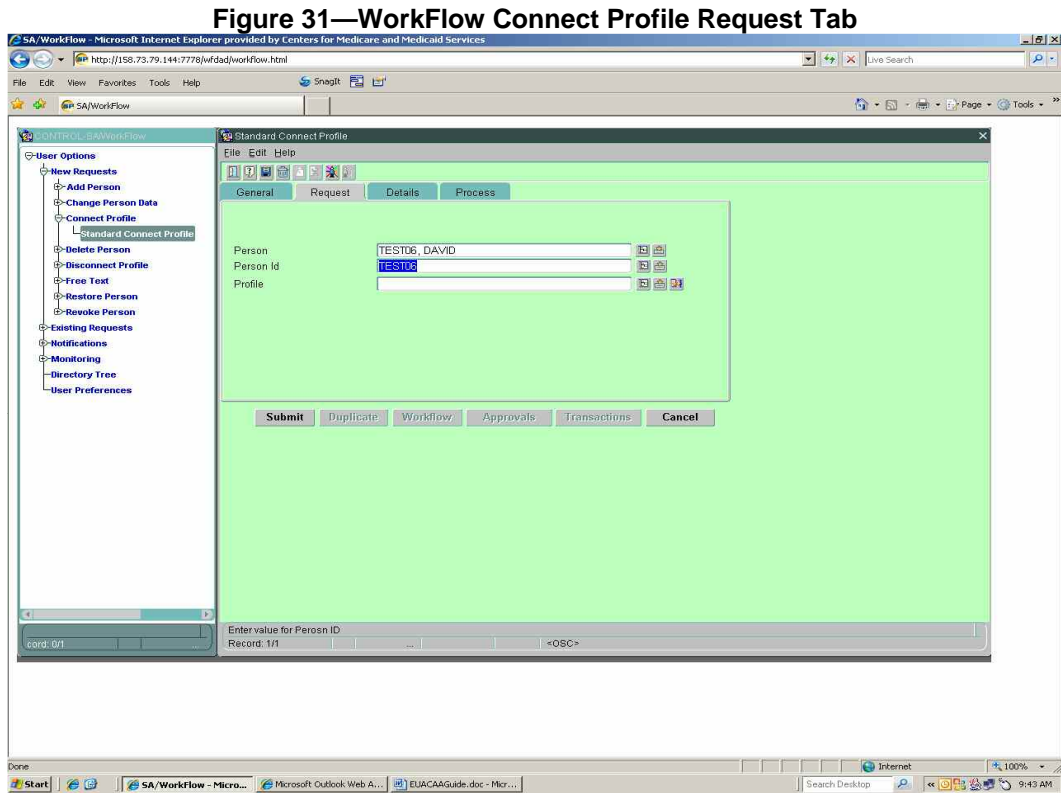 Figure 31—WorkFlow Connect Profile Request Tab
SA/WorkFlow - Microsoft Internet Explorer provided by Centers for Medicare and Medicaid Services
http://158.73.79.144:7778/wfdad/workflow.html
Live Search
File Edit View Favorites Tools Help
SnagIt
SA/WorkFlow
Page Tools
CONTROL-SA/WorkFlow
Standard Connect Profile
File Edit Help
User Options
New Requests
Add Person
Change Person Data
Connect Profile
Standard Connect Profile
Delete Person
Disconnect Profile
Free Text
Restore Person
Revoke Person
Existing Requests
Notifications
Monitoring
Directory Tree
User Preferences
General Request Details Process
Person TEST06, DAVID
Person Id TEST06
Profile
Submit Duplicate Workflow Approvals Transactions Cancel
Enter value for Perosn ID
cord: 0/1 ...
Record: 1/1 ... <OSC>
Done
Internet 100%
Start SA/WorkFlow - Micro... Microsoft Outlook Web A... EUACAAGuide.doc - Micr... Search Desktop 9:43 AM